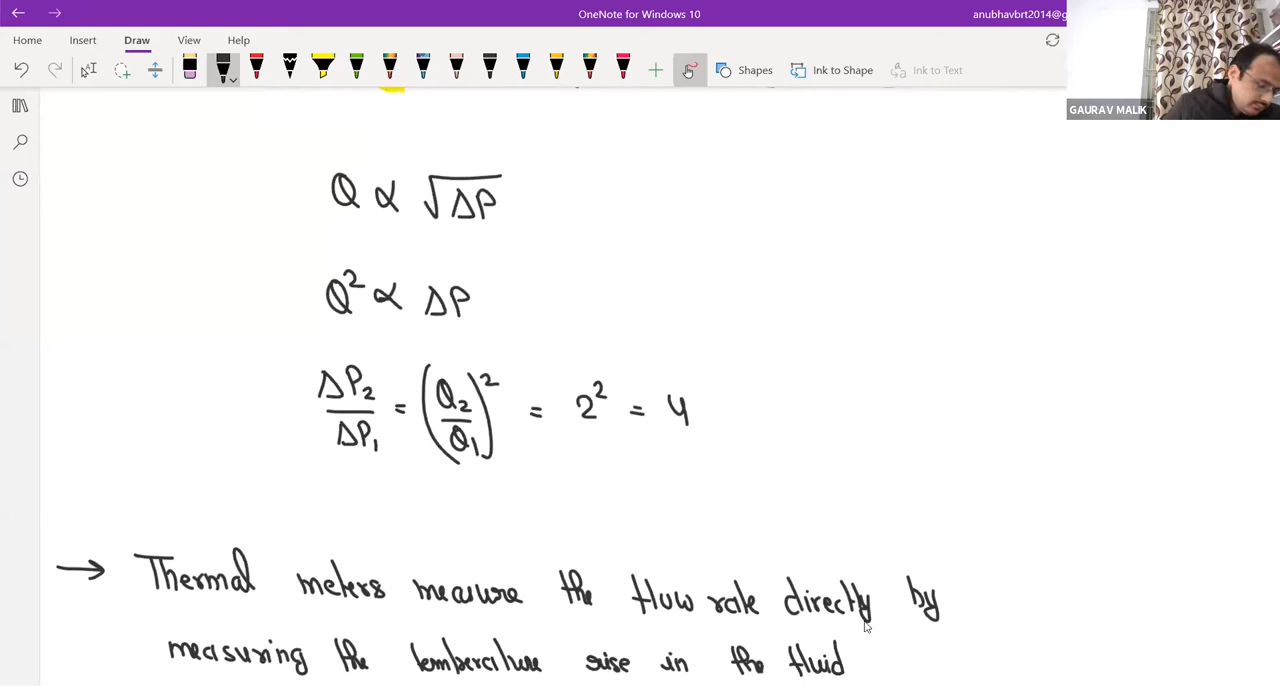 OneNote for Windows 10
anubhavbrt2014@g
Home Insert Draw View Help
Shapes Ink to Shape Ink to Text
GAURAV MALIK
Q ∝ √ΔP
Q² ∝ ΔP
ΔP₂/ΔP₁ = (Q₂/Q₁)² = 2² = 4
→ Thermal meters measure the flow rate directly by
measuring the temperature rise in the fluid